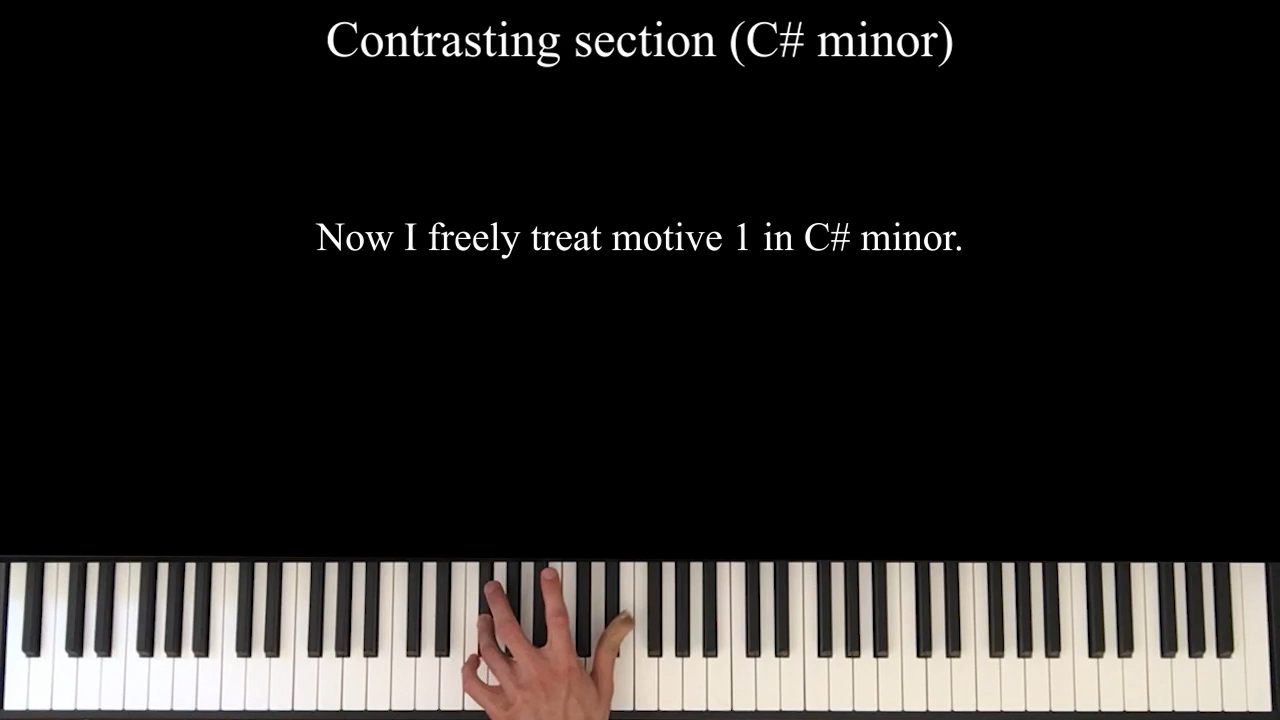 Contrasting section (C# minor)
Now I freely treat motive 1 in C# minor.